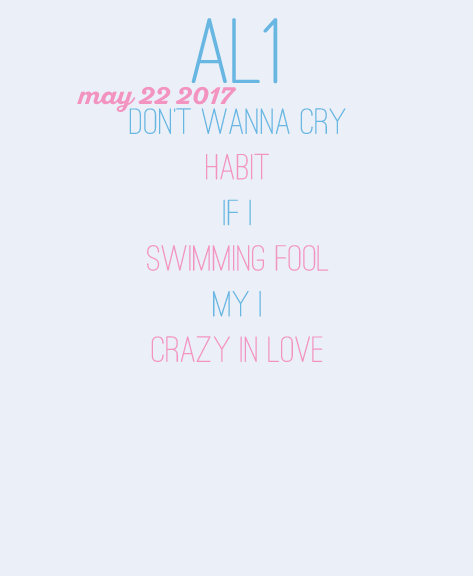 AL1
may 22 2017
DON'T WANNA CRY
HABIT
IF I
SWIMMING FOOL
MY I
CRAZY IN LOVE